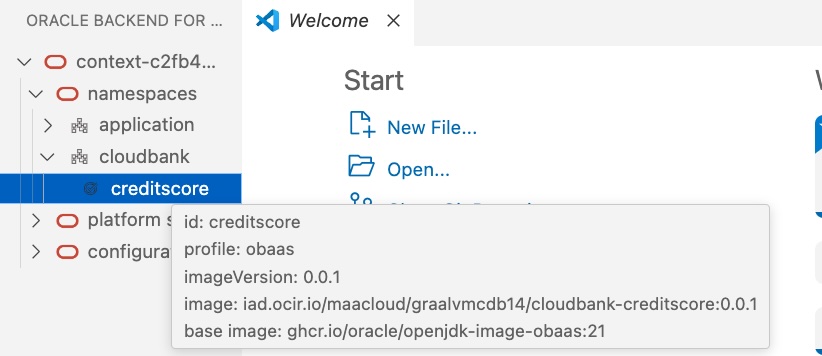 ORACLE BACKEND FOR ...
Welcome
context-c2fb4...
namespaces
application
cloudbank
creditscore
platform s
configura
Start
New File...
Open...
id: creditscore
profile: obaas
imageVersion: 0.0.1
image: iad.ocir.io/maacloud/graalvmcdb14/cloudbank-creditscore:0.0.1
base image: ghcr.io/oracle/openjdk-image-obaas:21